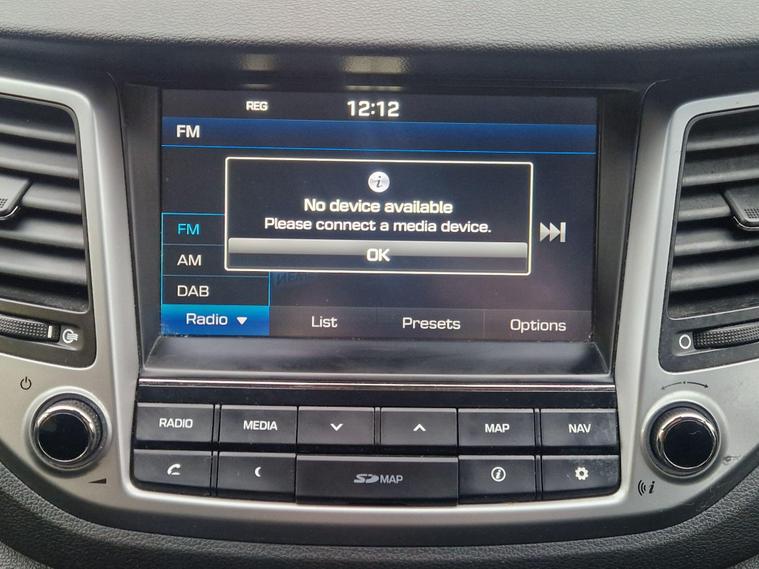 REG 12:12
FM
No device available
Please connect a media device.
OK
FM
AM
DAB
Radio List Presets Options
RADIO MEDIA MAP NAV
SD MAP